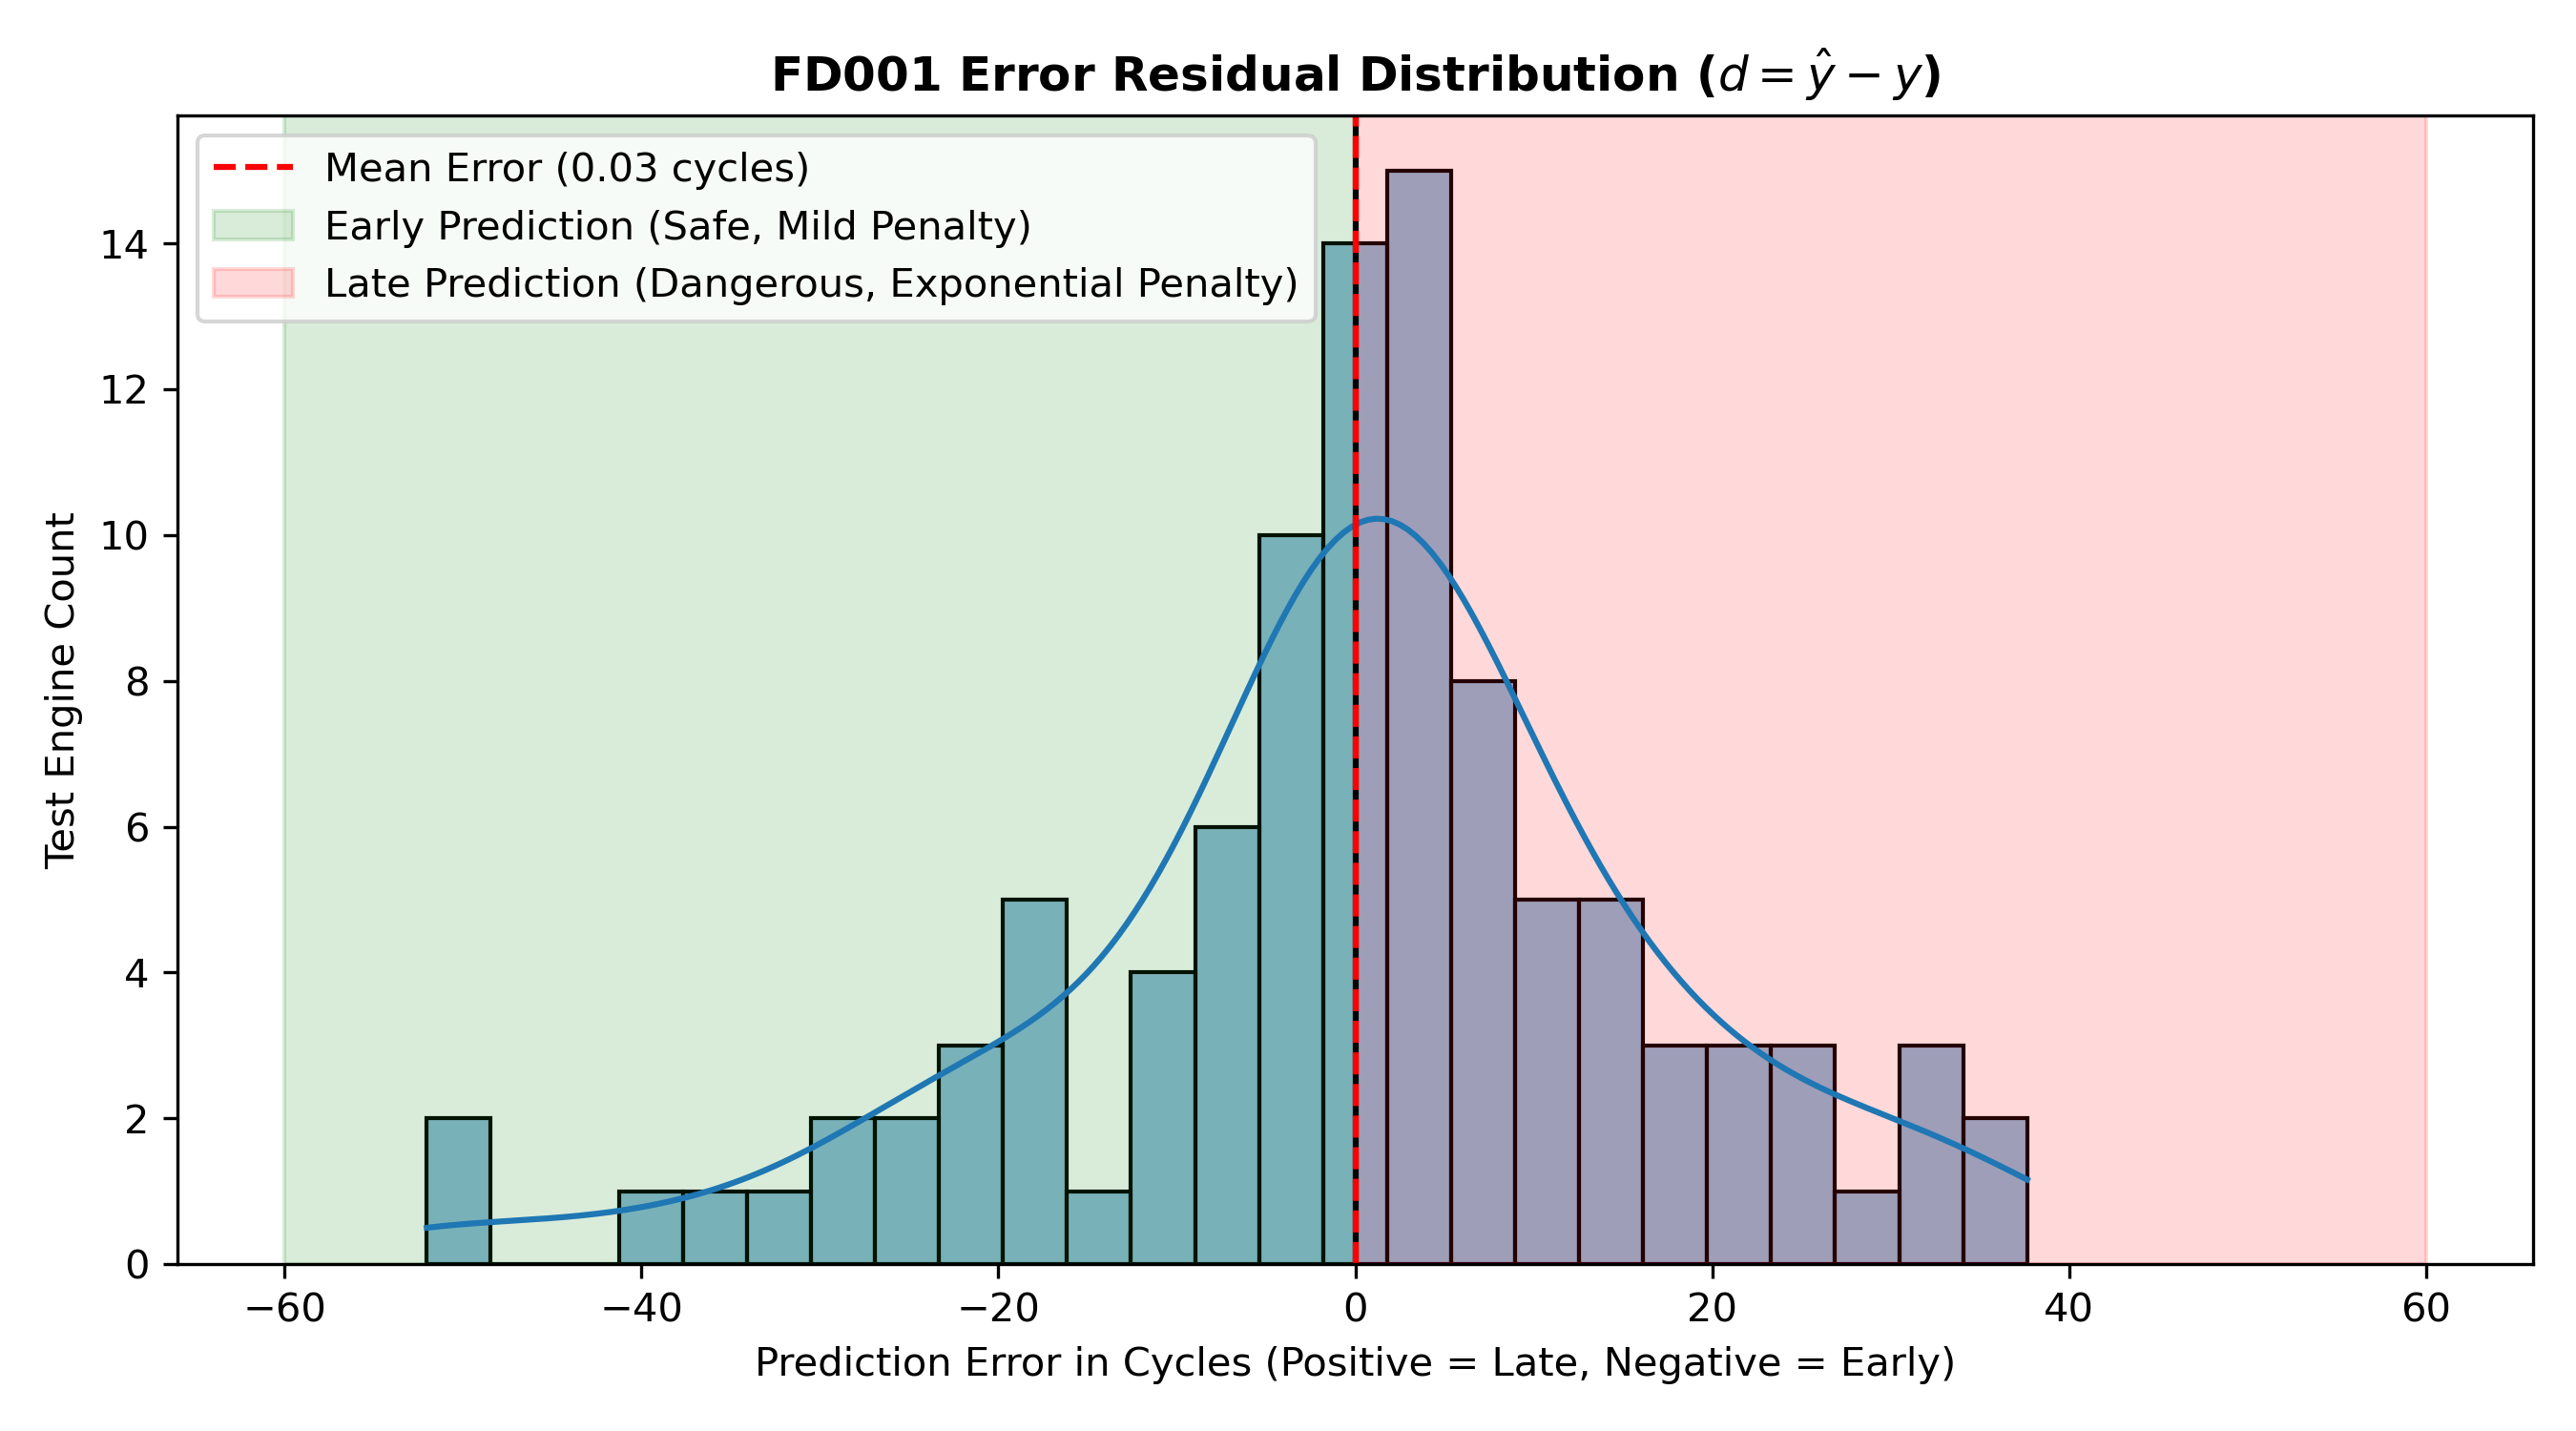 FD001 Error Residual Distribution (d = ŷ − y)
Mean Error (0.03 cycles)
Early Prediction (Safe, Mild Penalty)
Late Prediction (Dangerous, Exponential Penalty)
Test Engine Count
14
12
10
8
6
4
2
0
−60 −40 −20 0 20 40 60
Prediction Error in Cycles (Positive = Late, Negative = Early)